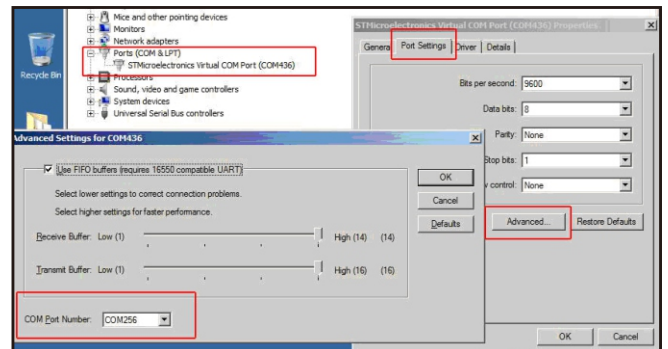 Recycle Bin
Mice and other pointing devices
Monitors
Network adapters
Ports (COM & LPT)
STMicroelectronics Virtual COM Port (COM436)
Processors
Sound, video and game controllers
System devices
Universal Serial Bus controllers
STMicroelectronics Virtual COM Port (COM436) Properties
General
Port Settings
Driver
Details
Bits per second: 9600
Data bits: 8
Parity: None
Stop bits: 1
w control: None
Advanced...
Restore Defaults
OK
Cancel
Advanced Settings for COM436
Use FIFO buffers (requires 16550 compatible UART)
Select lower settings to correct connection problems.
Select higher settings for faster performance.
Receive Buffer: Low (1) High (14) (14)
Transmit Buffer: Low (1) High (16) (16)
COM Port Number: COM256
OK
Cancel
Defaults